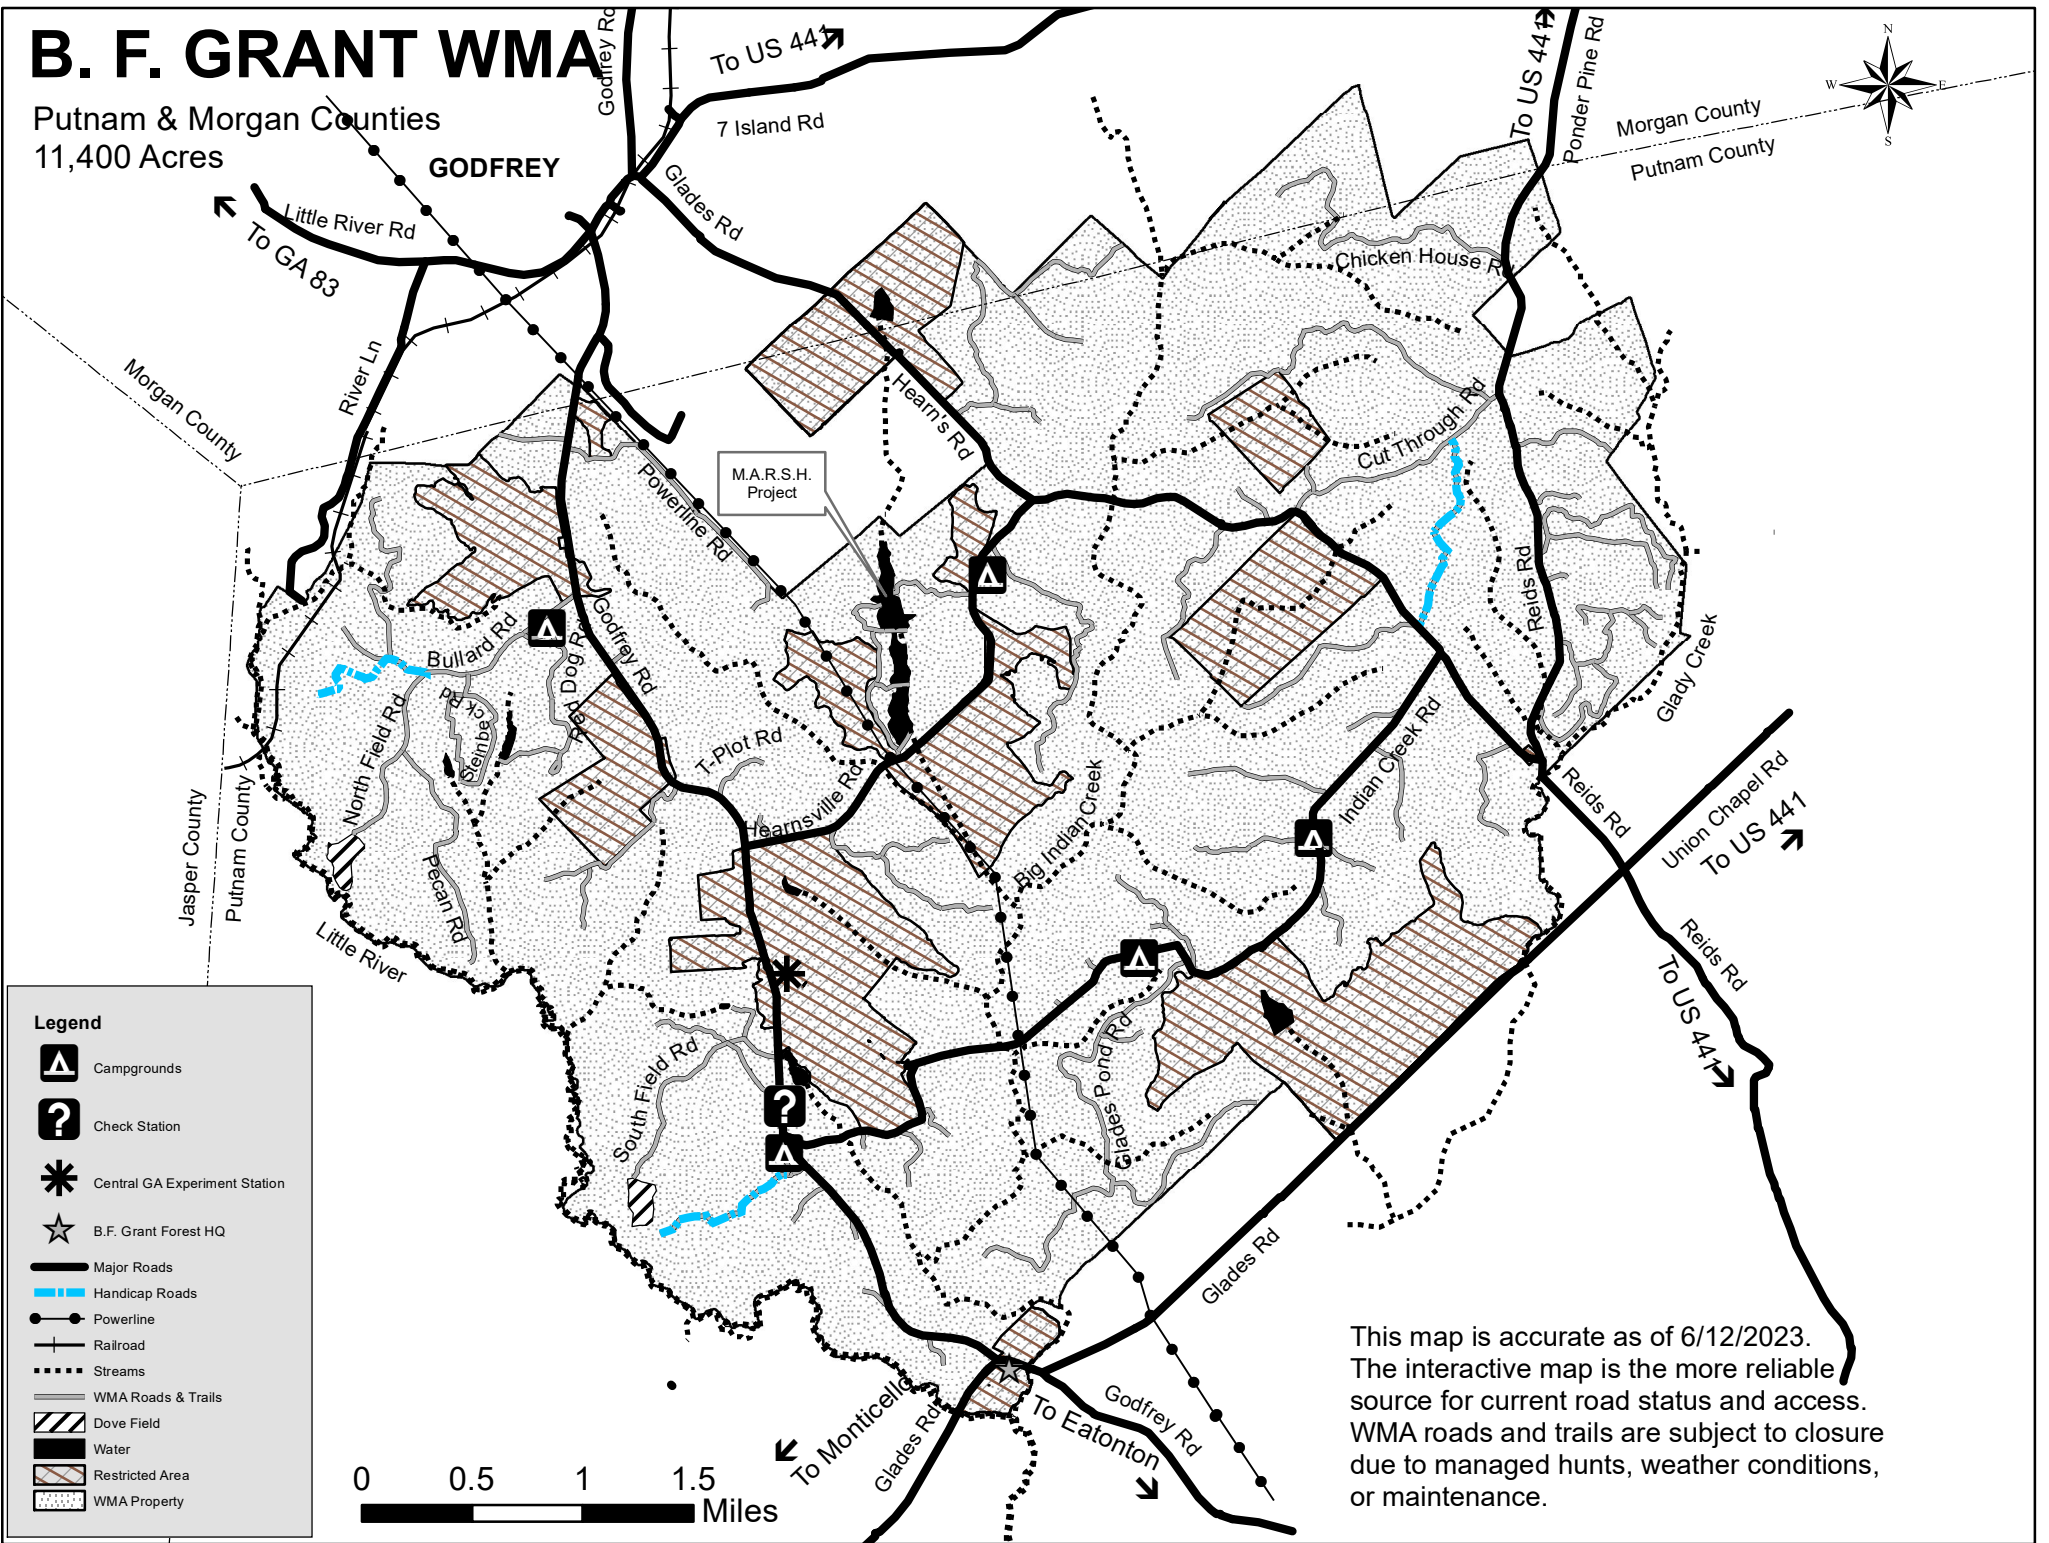 B. F. GRANT WMA
Putnam & Morgan Counties
11,400 Acres
GODFREY
Godfrey Rd
To US 441
7 Island Rd
To US 441
Ponder Pine Rd
Morgan County
Putnam County
N
W
E
S
Little River Rd
To GA 83
Glades Rd
Chicken House Rd
Morgan County
River Ln
Hearn's Rd
Cut Through Rd
M.A.R.S.H.
Project
Powerline Rd
Reids Rd
Bullard Rd
Godfrey Rd
Red Dog Rd
Glady Creek
North Field Rd
Steinbeck Rd
T-Plot Rd
Indian Creek Rd
Hearnsville Rd
Big Indian Creek
Reids Rd
Union Chapel Rd
To US 441
Jasper County
Putnam County
Pecan Rd
Little River
Reids Rd
To US 441
South Field Rd
Glades Pond Rd
Glades Rd
To Monticello
Glades Rd
To Eatonton
Godfrey Rd
Legend
Campgrounds
?
Check Station
Central GA Experiment Station
B.F. Grant Forest HQ
Major Roads
Handicap Roads
Powerline
Railroad
Streams
WMA Roads & Trails
Dove Field
Water
Restricted Area
WMA Property
?
0 0.5 1 1.5
Miles
This map is accurate as of 6/12/2023.
The interactive map is the more reliable
source for current road status and access.
WMA roads and trails are subject to closure
due to managed hunts, weather conditions,
or maintenance.